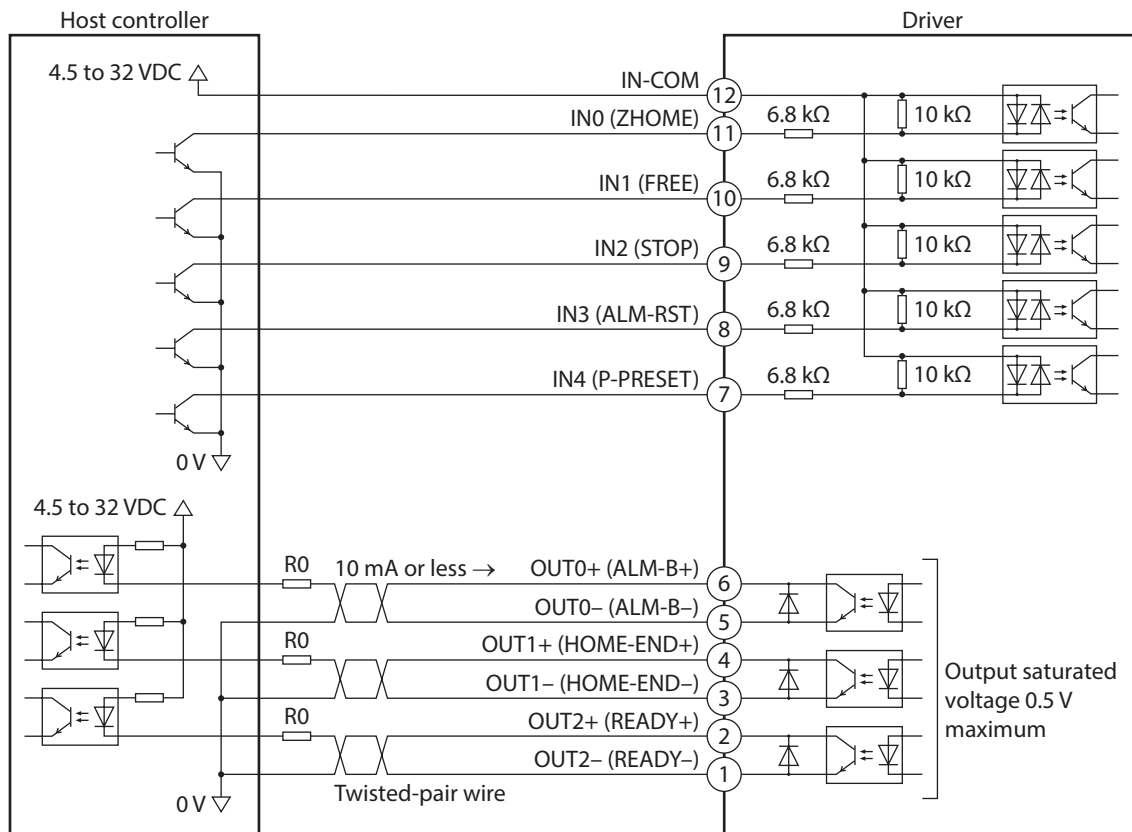 Host controller
Driver
4.5 to 32 VDC
IN-COM
12
IN0 (ZHOME)
11
6.8 kΩ
10 kΩ
IN1 (FREE)
10
6.8 kΩ
10 kΩ
IN2 (STOP)
9
6.8 kΩ
10 kΩ
IN3 (ALM-RST)
8
6.8 kΩ
10 kΩ
IN4 (P-PRESET)
7
6.8 kΩ
10 kΩ
0 V
4.5 to 32 VDC
R0
10 mA or less →
OUT0+ (ALM-B+)
6
OUT0– (ALM-B–)
5
R0
OUT1+ (HOME-END+)
4
OUT1– (HOME-END–)
3
R0
OUT2+ (READY+)
2
OUT2– (READY–)
1
0 V
Twisted-pair wire
Output saturated
voltage 0.5 V
maximum